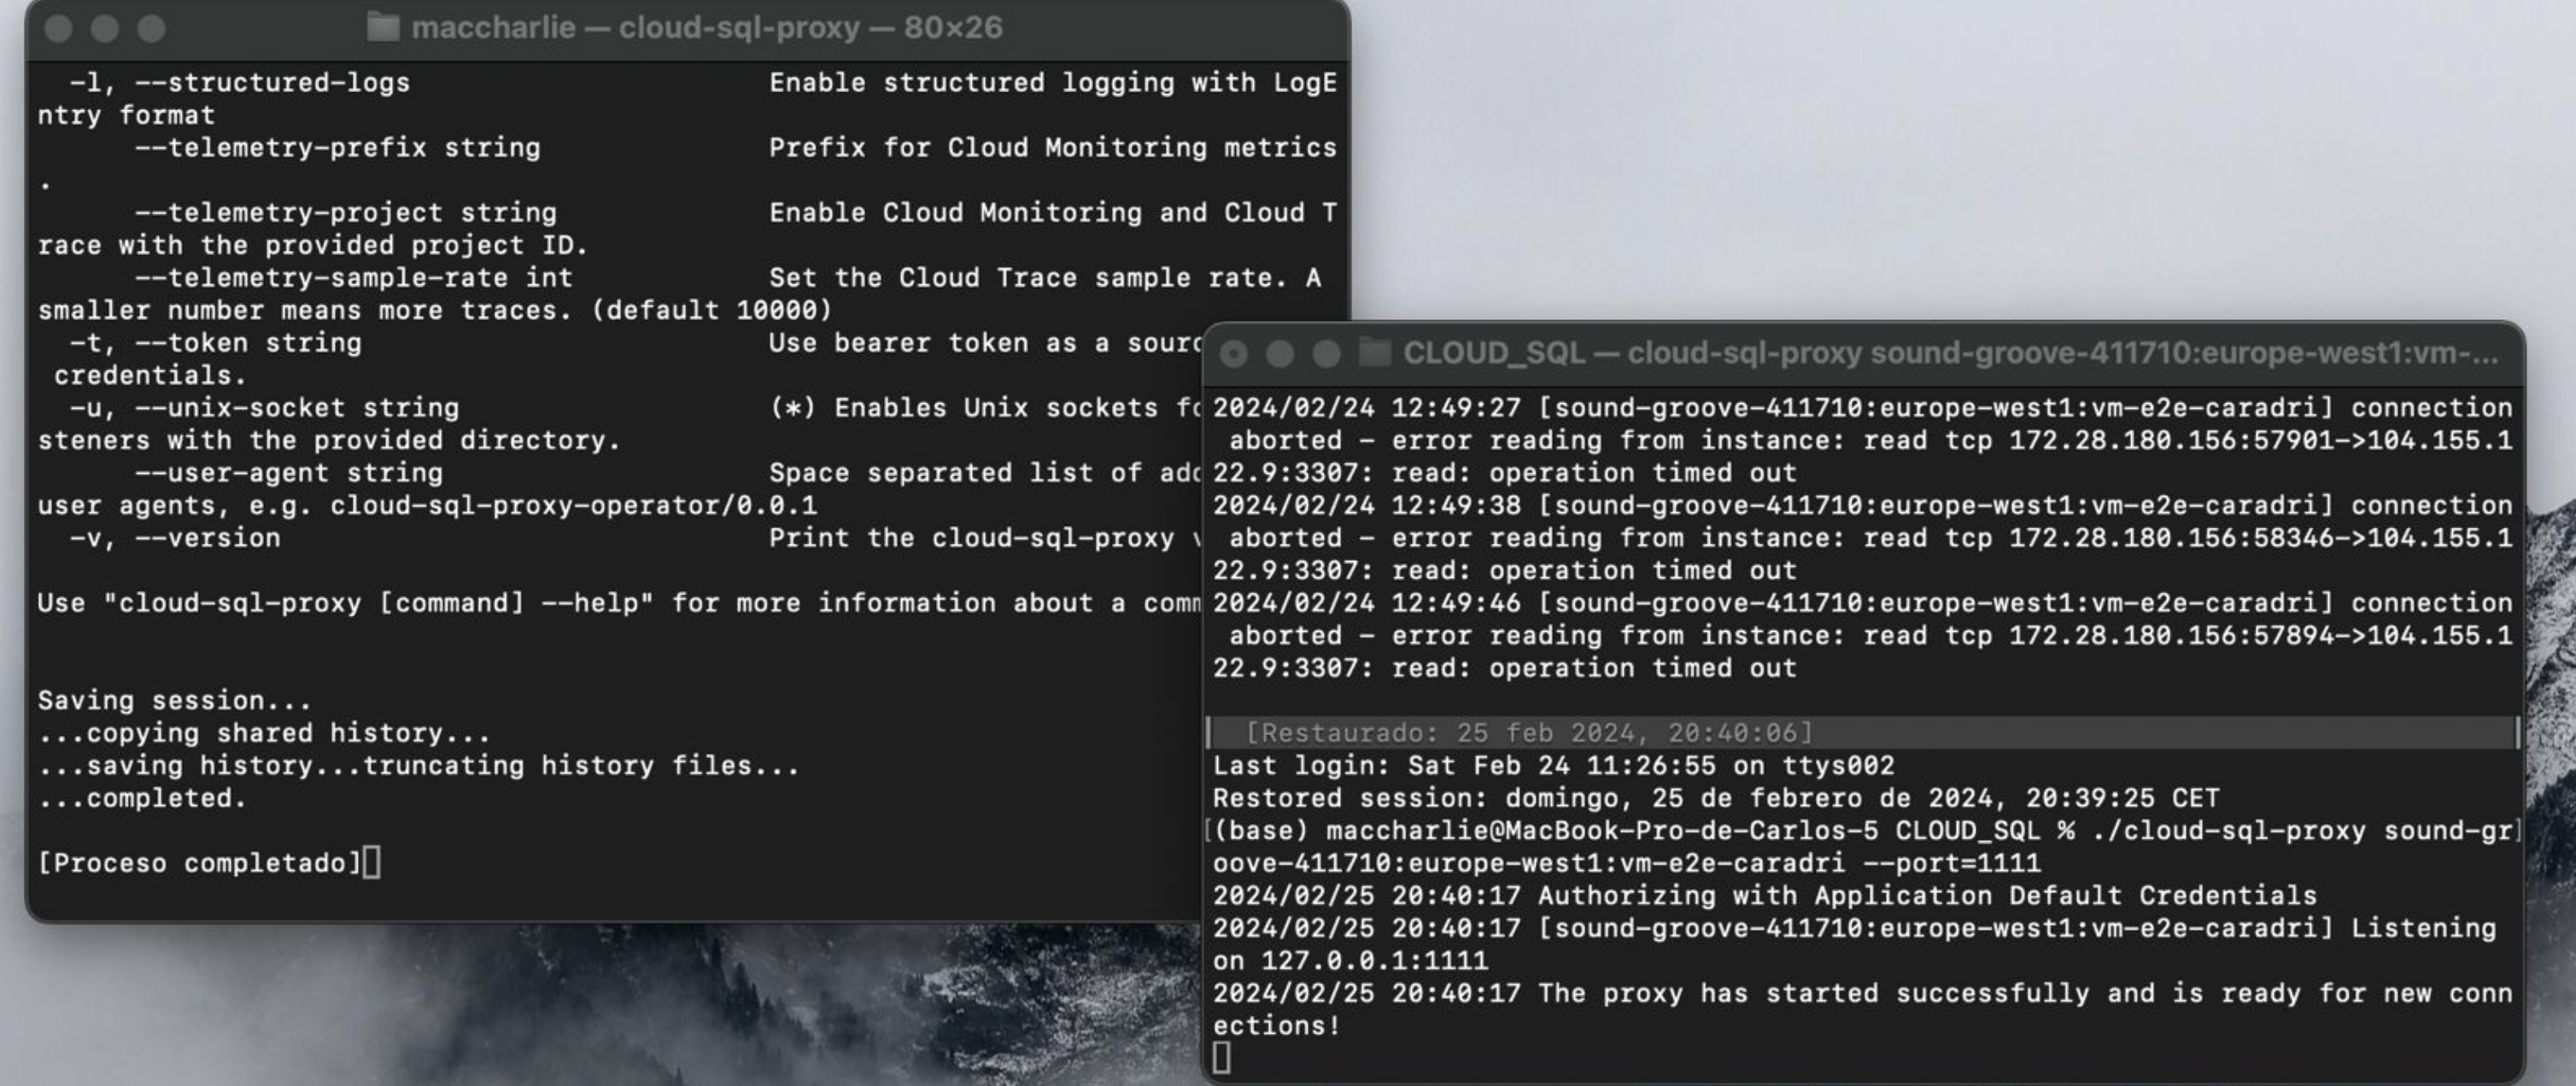 maccharlie — cloud-sql-proxy — 80×26
-l, --structured-logs Enable structured logging with LogE
ntry format
--telemetry-prefix string Prefix for Cloud Monitoring metrics
.
--telemetry-project string Enable Cloud Monitoring and Cloud T
race with the provided project ID.
--telemetry-sample-rate int Set the Cloud Trace sample rate. A
smaller number means more traces. (default 10000)
-t, --token string Use bearer token as a
credentials.
-u, --unix-socket string (*) Enables Unix sockets
steners with the provided directory.
--user-agent string Space separated list of
user agents, e.g. cloud-sql-proxy-operator/0.0.1
-v, --version Print the cloud-sql-proxy

Use "cloud-sql-proxy [command] --help" for more information about a
Saving session...
...copying shared history...
...saving history...truncating history files...
...completed.
[Proceso completado]
CLOUD_SQL — cloud-sql-proxy sound-groove-411710:europe-west1:vm-...
2024/02/24 12:49:27 [sound-groove-411710:europe-west1:vm-e2e-caradri] connection
aborted - error reading from instance: read tcp 172.28.180.156:57901->104.155.1
22.9:3307: read: operation timed out
2024/02/24 12:49:38 [sound-groove-411710:europe-west1:vm-e2e-caradri] connection
aborted - error reading from instance: read tcp 172.28.180.156:58346->104.155.1
22.9:3307: read: operation timed out
2024/02/24 12:49:46 [sound-groove-411710:europe-west1:vm-e2e-caradri] connection
aborted - error reading from instance: read tcp 172.28.180.156:57894->104.155.1
22.9:3307: read: operation timed out
[Restaurado: 25 feb 2024, 20:40:06]
Last login: Sat Feb 24 11:26:55 on ttys002
Restored session: domingo, 25 de febrero de 2024, 20:39:25 CET
[(base) maccharlie@MacBook-Pro-de-Carlos-5 CLOUD_SQL % ./cloud-sql-proxy sound-gr]
oove-411710:europe-west1:vm-e2e-caradri --port=1111
2024/02/25 20:40:17 Authorizing with Application Default Credentials
2024/02/25 20:40:17 [sound-groove-411710:europe-west1:vm-e2e-caradri] Listening
on 127.0.0.1:1111
2024/02/25 20:40:17 The proxy has started successfully and is ready for new conn
ections!